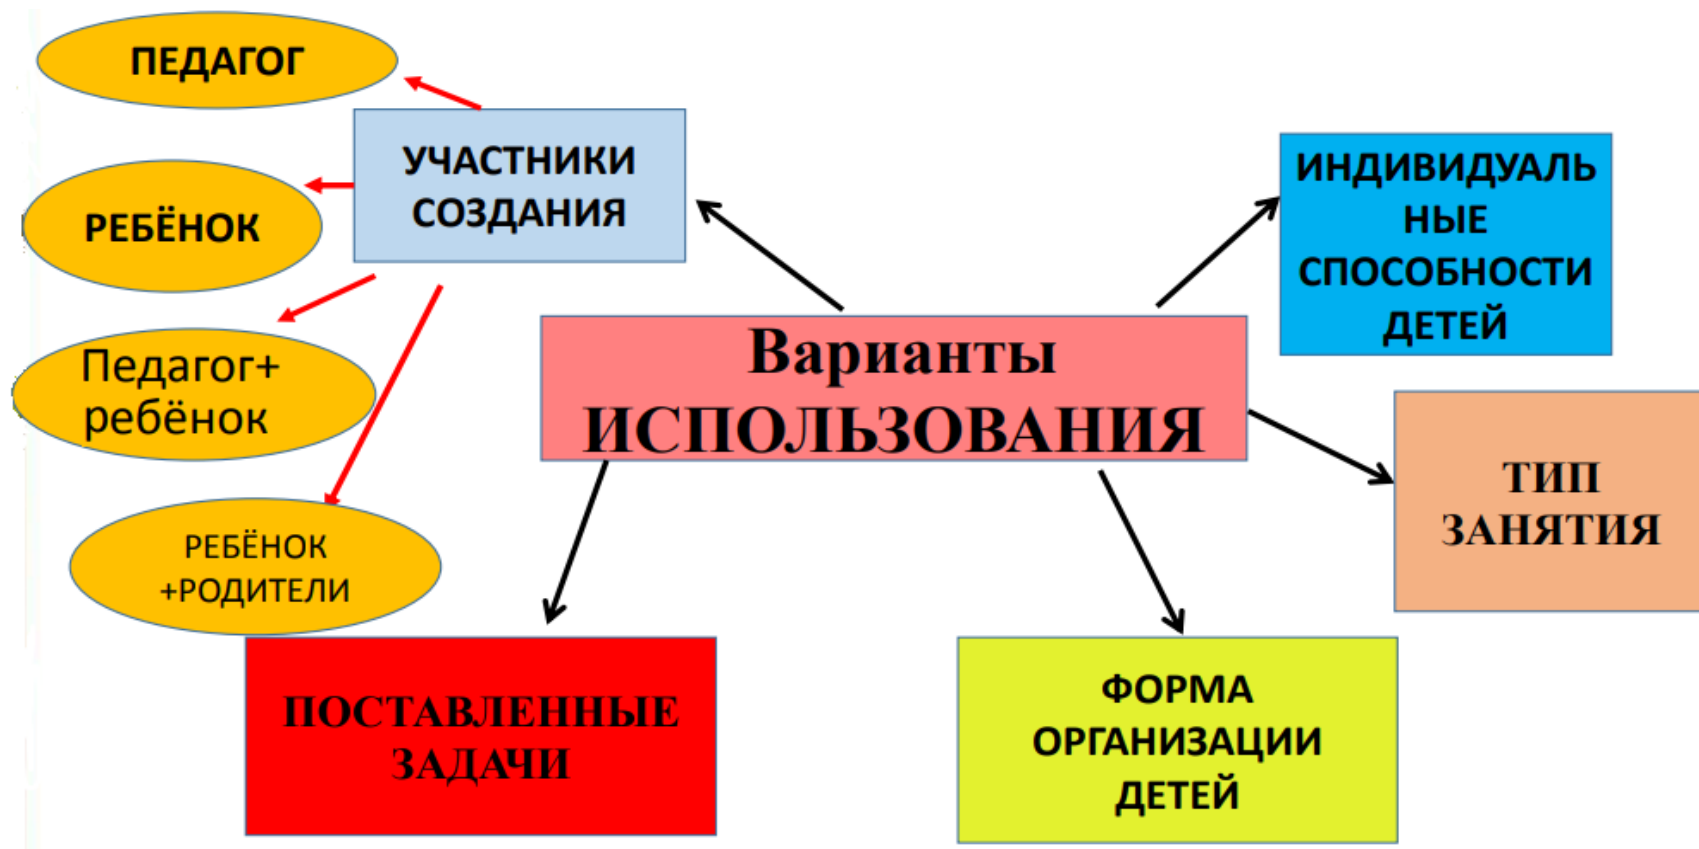 ПЕДАГОГ
УЧАСТНИКИ
СОЗДАНИЯ
РЕБЁНОК
Педагог+
ребёнок
РЕБЁНОК
+РОДИТЕЛИ
Варианты
ИСПОЛЬЗОВАНИЯ
ИНДИВИДУАЛЬ
НЫЕ
СПОСОБНОСТИ
ДЕТЕЙ
ТИП
ЗАНЯТИЯ
ПОСТАВЛЕННЫЕ
ЗАДАЧИ
ФОРМА
ОРГАНИЗАЦИИ
ДЕТЕЙ